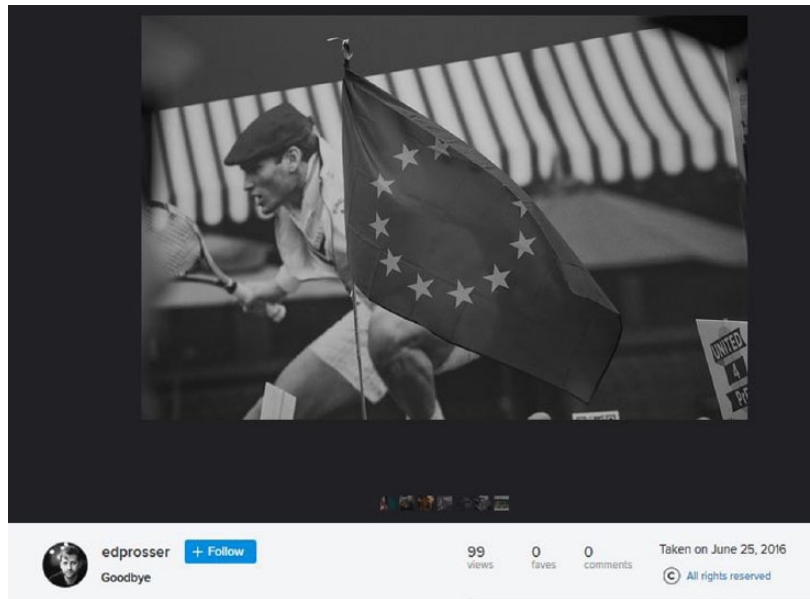 UNITED
4
edprosser
+ Follow
Goodbye
99
views
0
faves
0
comments
Taken on June 25, 2016
© All rights reserved